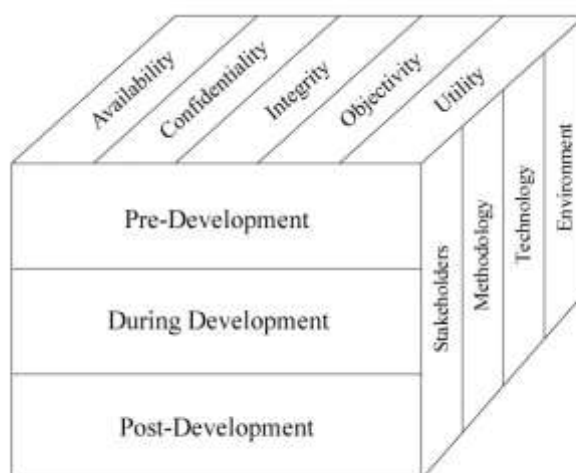 Availability
Confidentiality
Integrity
Objectivity
Utility
Pre-Development
During Development
Post-Development
Stakeholders
Methodology
Technology
Environment